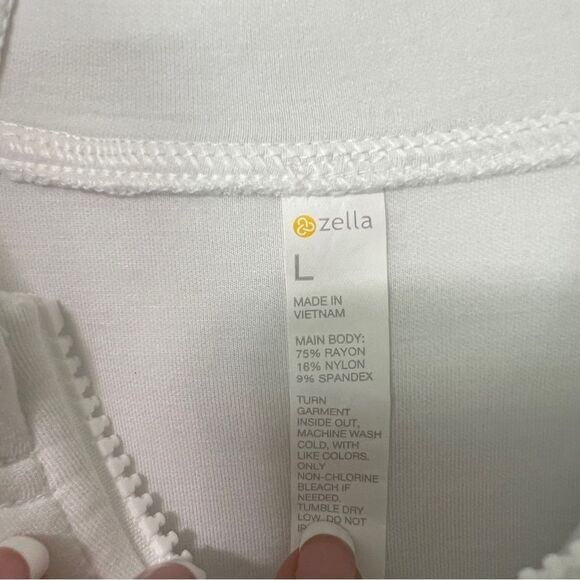 zella
L
MADE IN
VIETNAM
MAIN BODY:
75% RAYON
16% NYLON
9% SPANDEX
TURN
GARMENT
INSIDE OUT,
MACHINE WASH
COLD, WITH
LIKE COLORS.
ONLY
NON-CHLORINE
BLEACH IF
NEEDED.
TUMBLE DRY
LOW. DO NOT